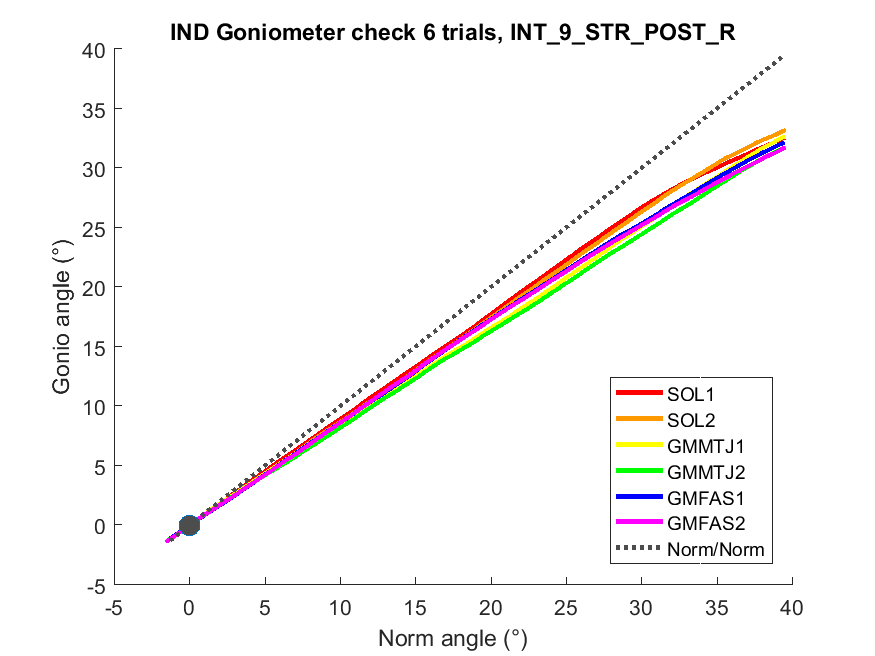 IND Goniometer check 6 trials, INT_9_STR_POST_R
40
35
30
25
20
15
10
5
0
-5
Gonio angle (°)
-5 0 5 10 15 20 25 30 35 40
Norm angle (°)
SOL1
SOL2
GMMTJ1
GMMTJ2
GMFAS1
GMFAS2
Norm/Norm